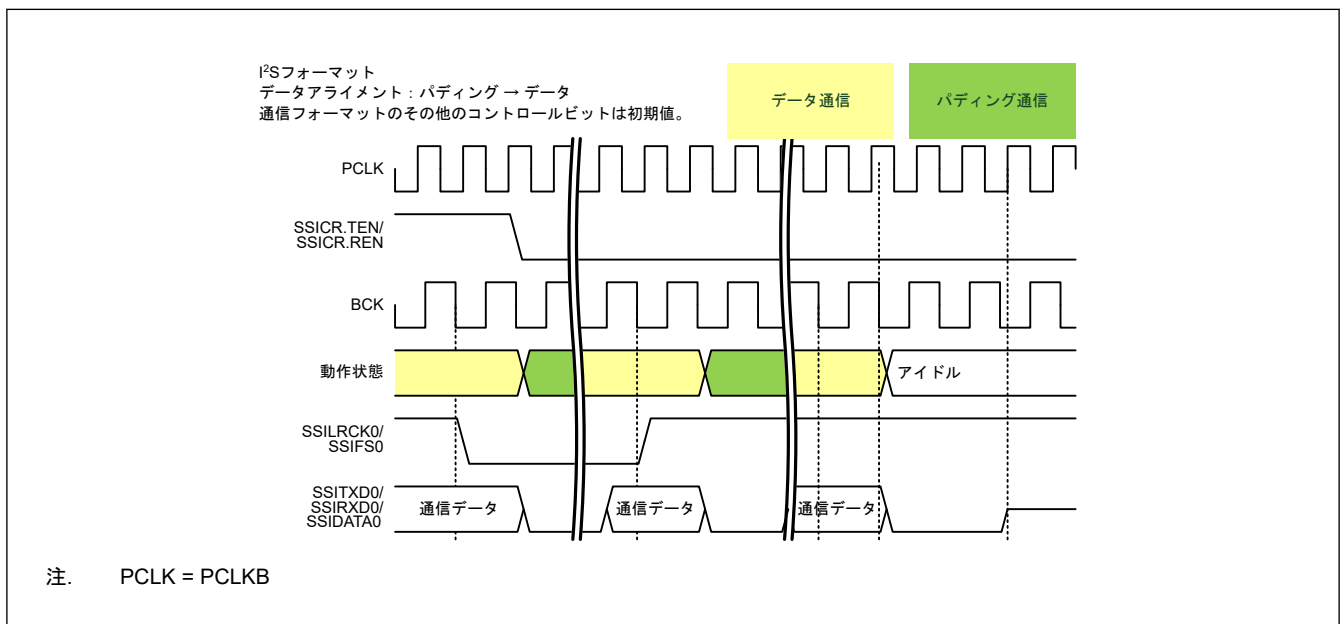 I²Sフォーマット
データアライメント：パディング → データ
通信フォーマットのその他のコントロールビットは初期値。
データ通信
パディング通信
PCLK
SSICR.TEN/
SSICR.REN
BCK
動作状態
アイドル
SSILRCK0/
SSIFS0
SSITXD0/
SSIRXD0/
SSIDATA0
通信データ
通信データ
通信データ
注. PCLK = PCLKB